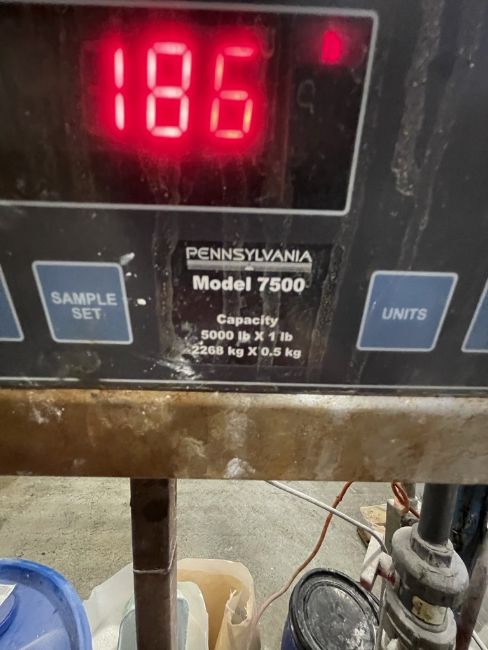 186
PENNSYLVANIA
Model 7500
SAMPLE
SET
UNITS
Capacity
5000 lb X 1 lb
2268 kg X 0.5 kg